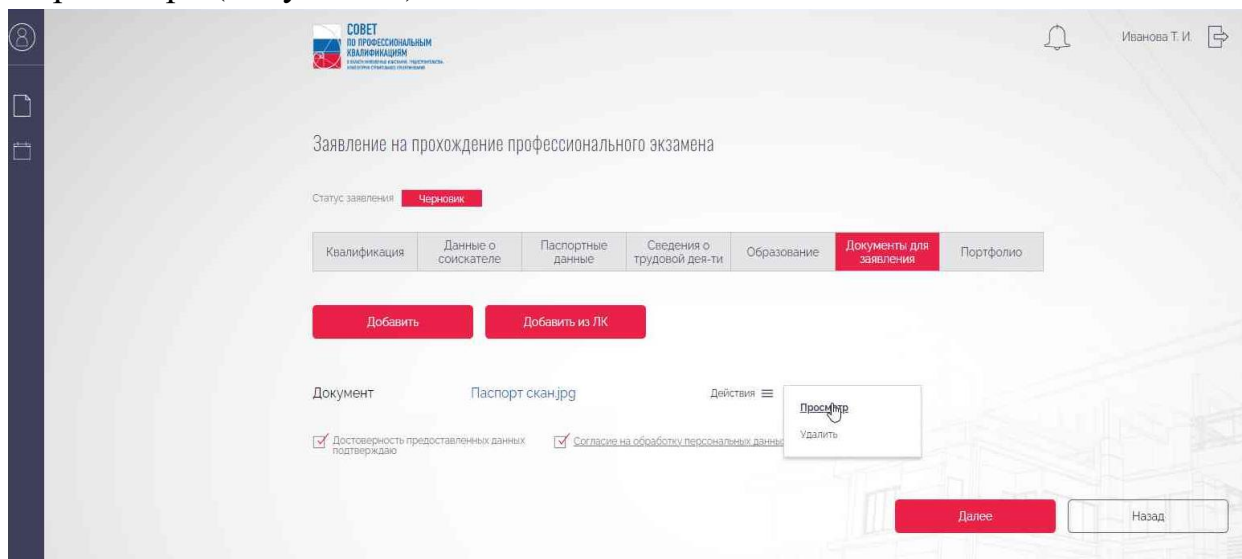 СОВЕТ
ПО ПРОФЕССИОНАЛЬНЫМ
КВАЛИФИКАЦИЯМ
Иванова Т. И.
Заявление на прохождение профессионального экзамена
Статус заявления Черновик
Квалификация Данные о соискателе Паспортные данные Сведения о трудовой дея-ти Образование Документы для заявления Портфолио
Добавить Добавить из ЛК
Документ Паспорт скан.jpg Действия
Просмотр
Удалить
Достоверность предоставленных данных подтверждаю
Согласие на обработку персональных данны
Далее Назад